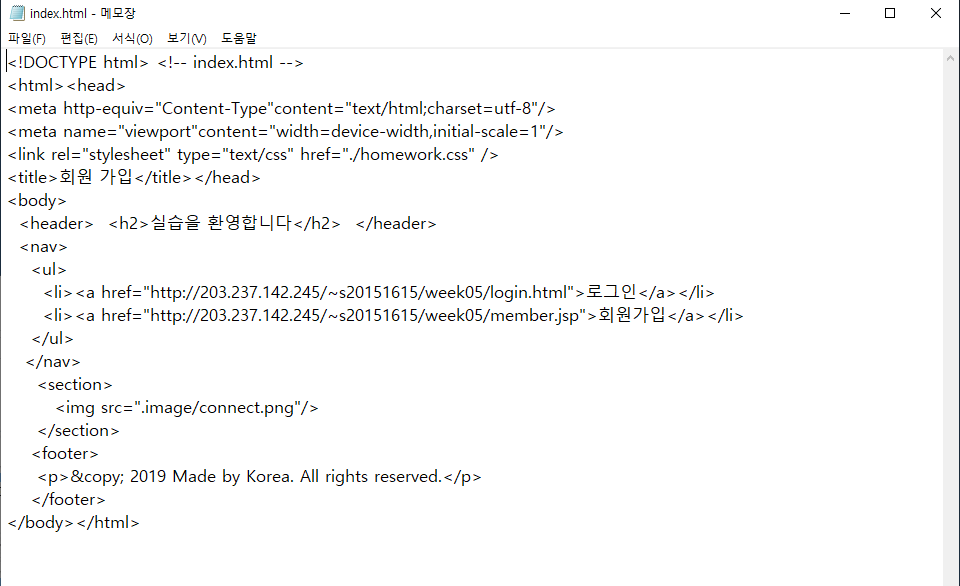 index.html - 메모장
파일(F) 편집(E) 서식(O) 보기(V) 도움말
<!DOCTYPE html> <!-- index.html -->
<html><head>
<meta http-equiv="Content-Type"content="text/html;charset=utf-8"/>
<meta name="viewport"content="width=device-width,initial-scale=1"/>
<link rel="stylesheet" type="text/css" href="./homework.css" />
<title>회원 가입</title></head>
<body>
  <header>  <h2>실습을 환영합니다</h2>  </header>
  <nav>
    <ul>
      <li><a href="http://203.237.142.245/~s20151615/week05/login.html">로그인</a></li>
      <li><a href="http://203.237.142.245/~s20151615/week05/member.jsp">회원가입</a></li>
    </ul>
   </nav>
     <section>
        <img src=".image/connect.png"/>
     </section>
    <footer>
     <p>&copy; 2019 Made by Korea. All rights reserved.</p>
    </footer>
</body></html>